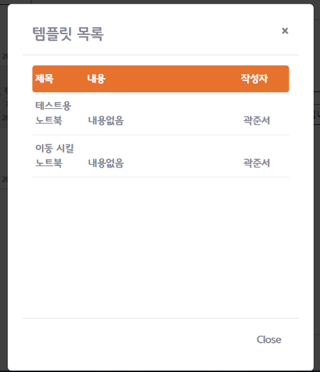 템플릿 목록
×
제목 내용 작성자
테스트용
노트북 내용없음 곽준서
이동 시킬
노트북 내용없음 곽준서
Close